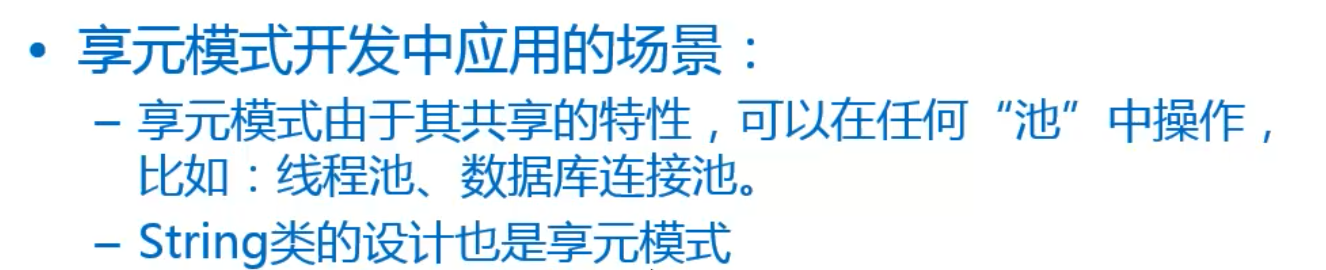 • 享元模式开发中应用的场景：
– 享元模式由于其共享的特性，可以在任何“池”中操作，
比如：线程池、数据库连接池。
– String类的设计也是享元模式